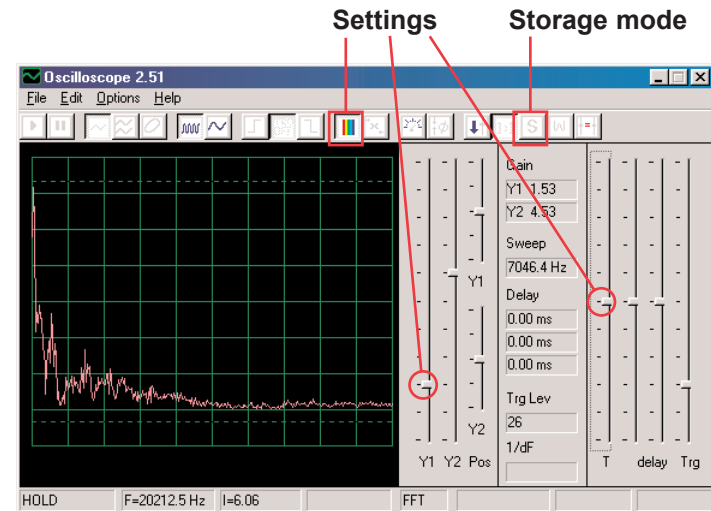 Settings Storage mode
Oscilloscope 2.51
File Edit Options Help
S
Gain
Y1 1.53
Y2 4.53
Sweep
7046.4 Hz
Y1
Delay
0.00 ms
0.00 ms
0.00 ms
Trg Lev
26
Y2
1/dF
Y1 Y2 Pos
T delay Trg
HOLD F=20212.5 Hz I=6.06 FFT